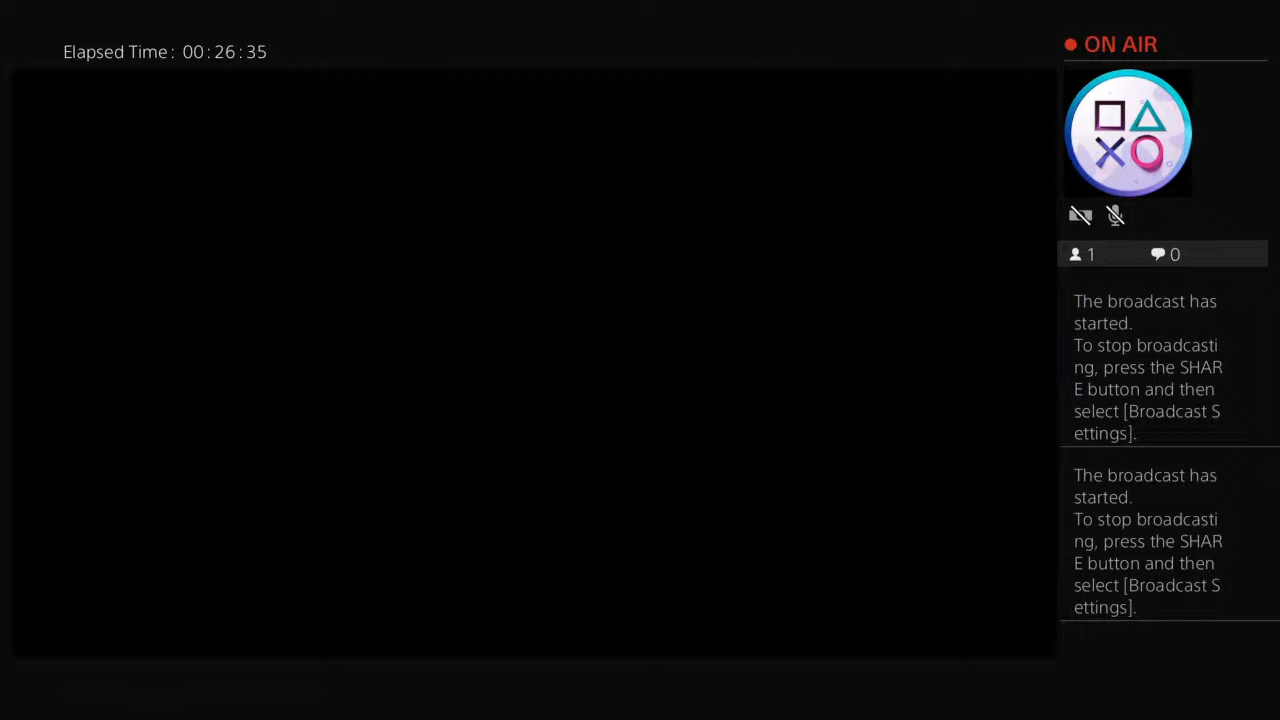 Elapsed Time: 00:26:35
ON AIR
1 0
The broadcast has
started.
To stop broadcasti
ng, press the SHAR
E button and then
select [Broadcast S
ettings].
The broadcast has
started.
To stop broadcasti
ng, press the SHAR
E button and then
select [Broadcast S
ettings].